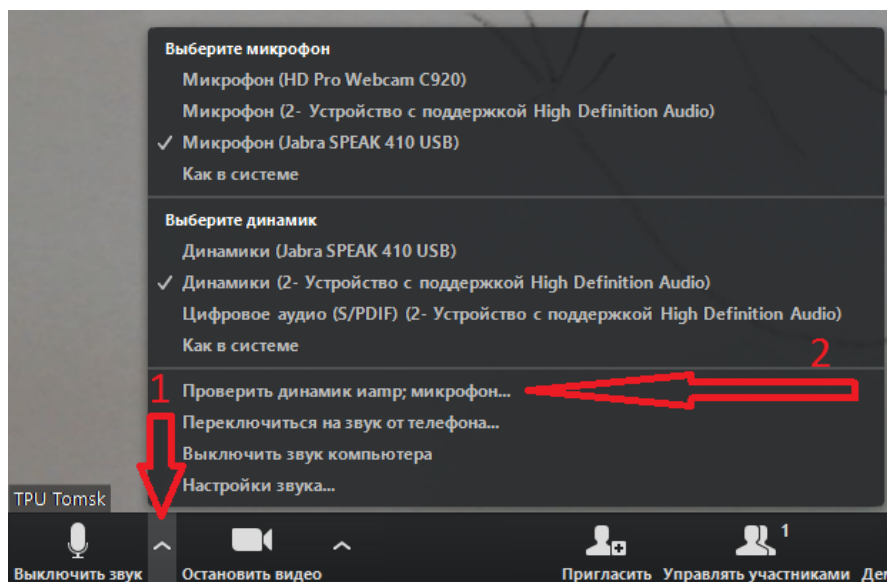 Выберите микрофон
Микрофон (HD Pro Webcam C920)
Микрофон (2- Устройство с поддержкой High Definition Audio)
Микрофон (Jabra SPEAK 410 USB)
Как в системе
Выберите динамик
Динамики (Jabra SPEAK 410 USB)
Динамики (2- Устройство с поддержкой High Definition Audio)
Цифровое аудио (S/PDIF) (2- Устройство с поддержкой High Definition Audio)
Как в системе
2
1
Проверить динамик иamp; микрофон...
Переключиться на звук от телефона...
Выключить звук компьютера
Настройки звука...
TPU Tomsk
1
Выключить звук Остановить видео Пригласить Управлять участниками